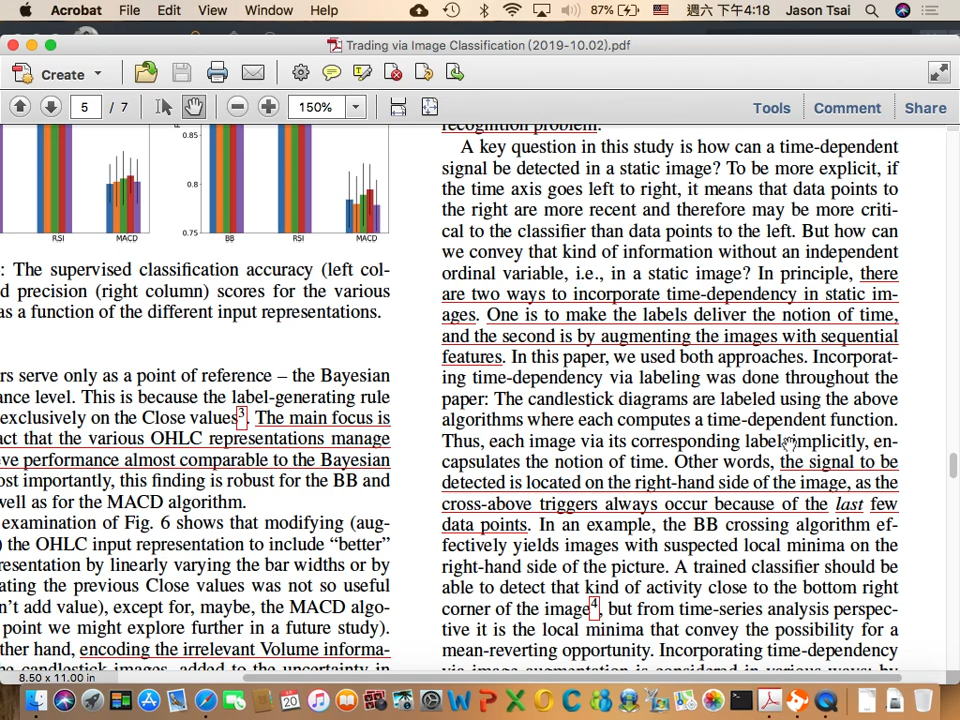 Acrobat File Edit View Window Help 87% 週六 下午4:18 Jason Tsai
Trading via Image Classification (2019-10.02).pdf
Create
5 / 7 150% Tools Comment Share
0.85
0.8
0.75
RSI MACD BB RSI MACD
: The supervised classification accuracy (left col-
d precision (right column) scores for the various
as a function of the different input representations.
rs serve only as a point of reference – the Bayesian
ance level. This is because the label-generating rule
exclusively on the Close values3. The main focus is
act that the various OHLC representations manage
eve performance almost comparable to the Bayesian
ost importantly, this finding is robust for the BB and
well as for the MACD algorithm.
examination of Fig. 6 shows that modifying (aug-
) the OHLC input representation to include “better”
resentation by linearly varying the bar widths or by
ating the previous Close values was not so useful
n’t add value), except for, maybe, the MACD algo-
point we might explore further in a future study).
ther hand, encoding the irrelevant Volume informa-
he candlestick images, added to the uncertainty in
recognition problem.
A key question in this study is how can a time-dependent
signal be detected in a static image? To be more explicit, if
the time axis goes left to right, it means that data points to
the right are more recent and therefore may be more criti-
cal to the classifier than data points to the left. But how can
we convey that kind of information without an independent
ordinal variable, i.e., in a static image? In principle, there
are two ways to incorporate time-dependency in static im-
ages. One is to make the labels deliver the notion of time,
and the second is by augmenting the images with sequential
features. In this paper, we used both approaches. Incorporat-
ing time-dependency via labeling was done throughout the
paper: The candlestick diagrams are labeled using the above
algorithms where each computes a time-dependent function.
Thus, each image via its corresponding label implicitly, en-
capsulates the notion of time. Other words, the signal to be
detected is located on the right-hand side of the image, as the
cross-above triggers always occur because of the last few
data points. In an example, the BB crossing algorithm ef-
fectively yields images with suspected local minima on the
right-hand side of the picture. A trained classifier should be
able to detect that kind of activity close to the bottom right
corner of the image4, but from time-series analysis perspec-
tive it is the local minima that convey the possibility for a
mean-reverting opportunity. Incorporating time-dependency
via image augmentation is considered in various ways: by
8.50 x 11.00 in